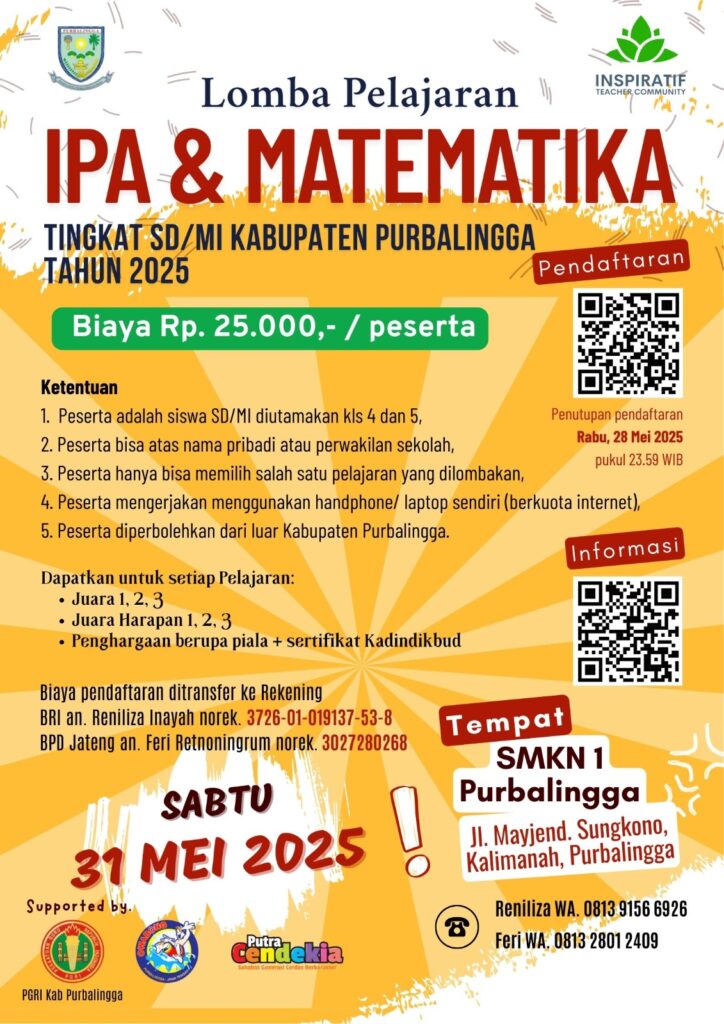 PURBALINGGA
INSPIRATIF
TEACHER COMMUNITY
Lomba Pelajaran
IPA & MATEMATIKA
TINGKAT SD/MI KABUPATEN PURBALINGGA
TAHUN 2025
Pendaftaran
Biaya Rp. 25.000,- / peserta
Penutupan pendaftaran
Rabu, 28 Mei 2025
pukul 23.59 WIB
Ketentuan
1. Peserta adalah siswa SD/MI diutamakan kls 4 dan 5,
2. Peserta bisa atas nama pribadi atau perwakilan sekolah,
3. Peserta hanya bisa memilih salah satu pelajaran yang dilombakan,
4. Peserta mengerjakan menggunakan handphone/ laptop sendiri (berkuota internet),
5. Peserta diperbolehkan dari luar Kabupaten Purbalingga.
Informasi
Dapatkan untuk setiap Pelajaran:
• Juara 1, 2, 3
• Juara Harapan 1, 2, 3
• Penghargaan berupa piala + sertifikat Kadindikbud
Biaya pendaftaran ditransfer ke Rekening
BRI an. Reniliza Inayah norek. 3726-01-019137-53-8
BPD Jateng an. Feri Retnoningrum norek. 3027280268
Tempat
SMKN 1
Purbalingga
Jl. Mayjend. Sungkono,
Kalimanah, Purbalingga
SABTU
31 MEI 2025
!
Supported by.
PGRI
PGRI Kab Purbalingga
Putra
Cendekia
Sahabat Generasi Cerdas Berkarakter
Reniliza WA. 0813 9156 6926
Feri WA. 0813 2801 2409